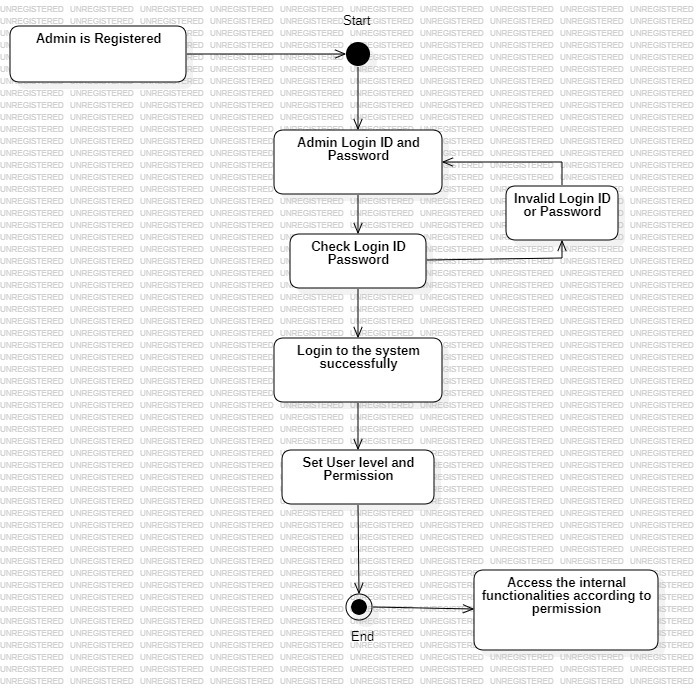 Start
Admin is Registered
Admin Login ID and
Password
Invalid Login ID
or Password
Check Login ID
Password
Login to the system
successfully
Set User level and
Permission
Access the internal
functionalities according to
permission
End
UNREGISTERED